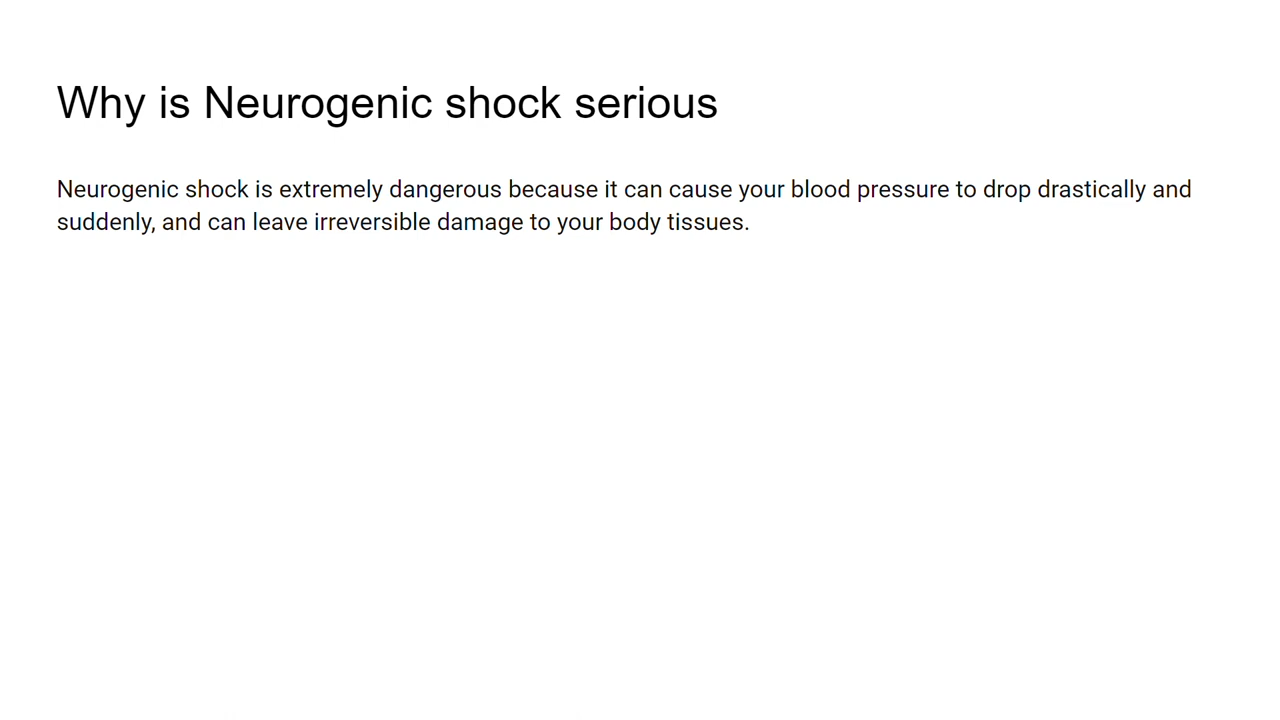 Why is Neurogenic shock serious
Neurogenic shock is extremely dangerous because it can cause your blood pressure to drop drastically and
suddenly, and can leave irreversible damage to your body tissues.